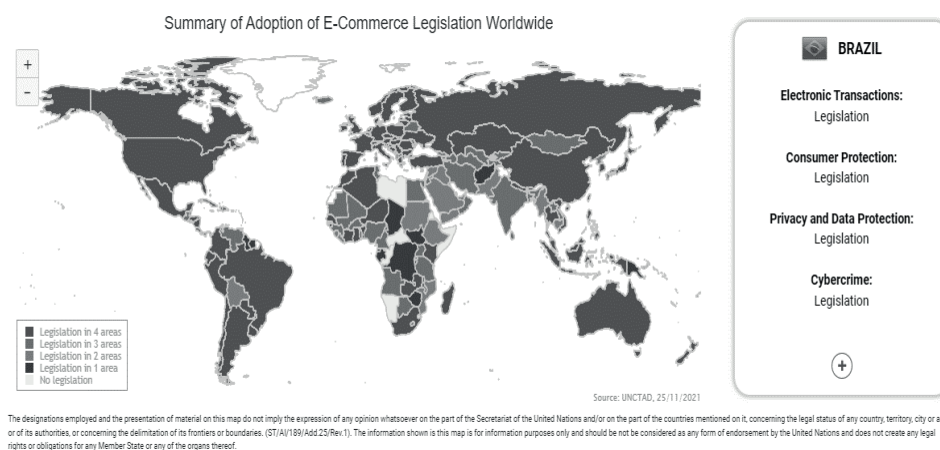 Summary of Adoption of E-Commerce Legislation Worldwide
+
−
Legislation in 4 areas
Legislation in 3 areas
Legislation in 2 areas
Legislation in 1 area
No legislation
Source: UNCTAD, 25/11/2021
BRAZIL
Electronic Transactions:
Legislation
Consumer Protection:
Legislation
Privacy and Data Protection:
Legislation
Cybercrime:
Legislation
+
The designations employed and the presentation of material on this map do not imply the expression of any opinion whatsoever on the part of the Secretariat of the United Nations and/or on the part of the countries mentioned on it, concerning the legal status of any country, territory, city or a
or of its authorities, or concerning the delimitation of its frontiers or boundaries. (ST/AI/189/Add.25/Rev.1). The information shown is this map is for information purposes only and should be not be considered as any form of endorsement by the United Nations and does not create any legal
rights or obligations for any Member State or any of the organs thereof.